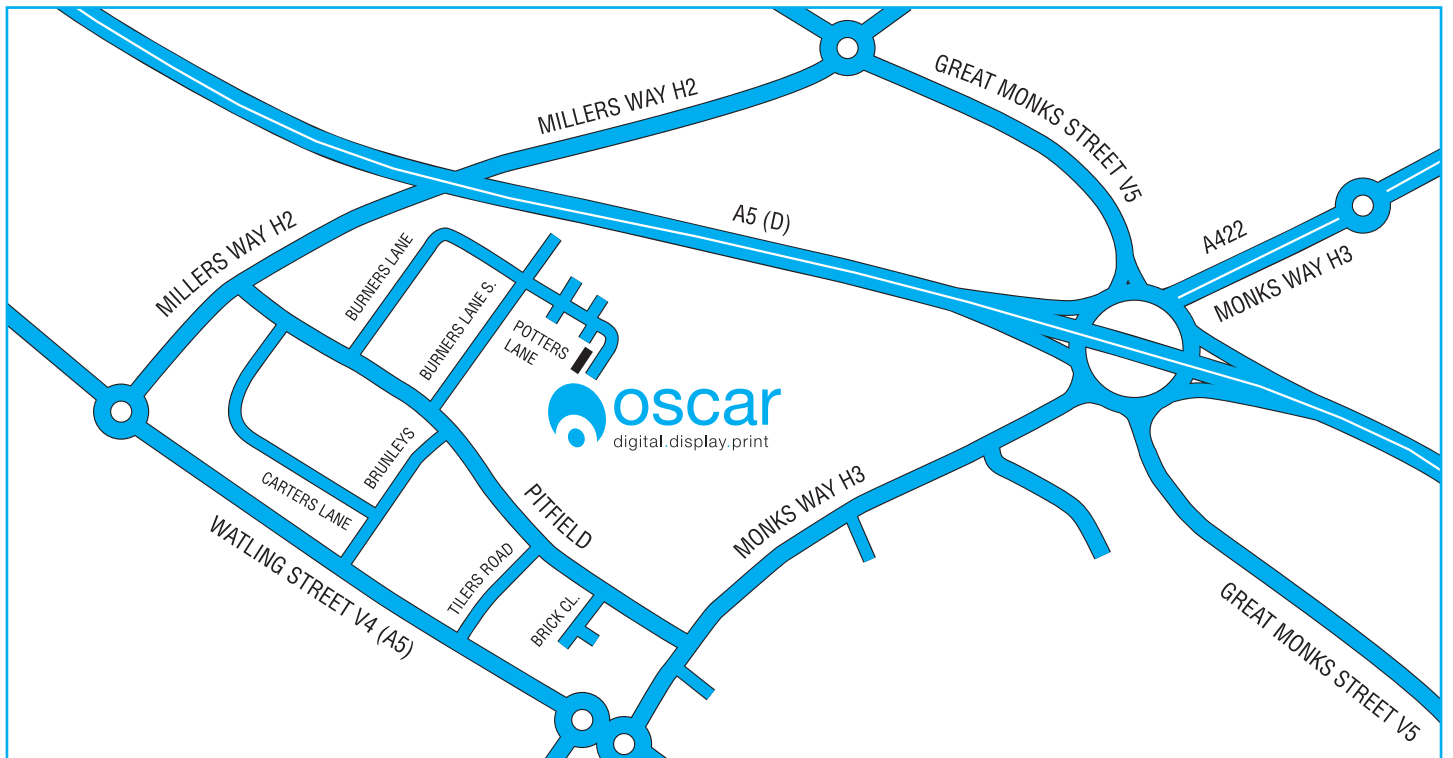 GREAT MONKS STREET V5
MILLERS WAY H2
A5 (D)
A422
MONKS WAY H3
MILLERS WAY H2
BURNERS LANE
BURNERS LANE S.
POTTERS
LANE
oscar
digital.display.print
BRUNLEYS
CARTERS LANE
PITFIELD
MONKS WAY H3
WATLING STREET V4 (A5)
TILERS ROAD
BRICK CL.
GREAT MONKS STREET V5